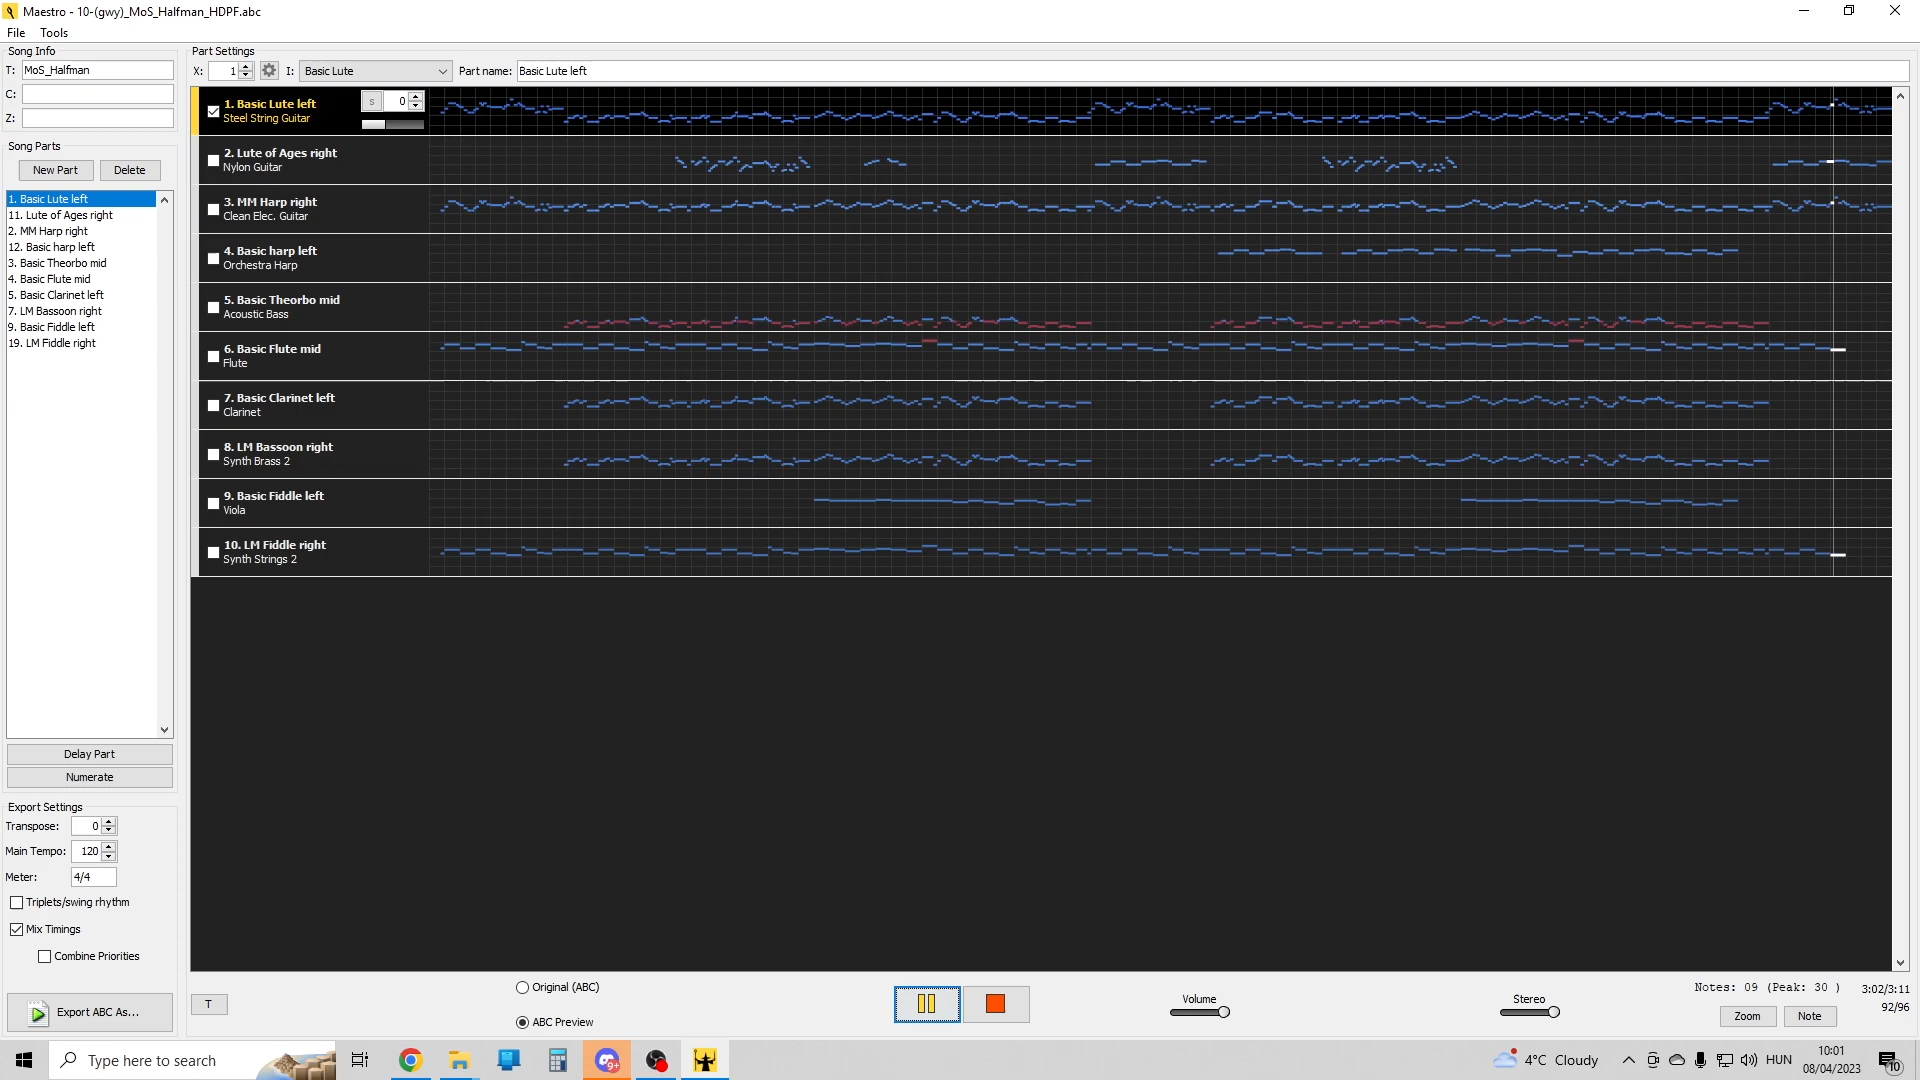 Maestro - 10-(gwy)_MoS_Halfman_HDPF.abc
File Tools
Song Info
T: MoS_Halfman
C:
Z:
Song Parts
New Part Delete
1. Basic Lute left
11. Lute of Ages right
2. MM Harp right
12. Basic harp left
3. Basic Theorbo mid
4. Basic Flute mid
5. Basic Clarinet left
7. LM Bassoon right
9. Basic Fiddle left
19. LM Fiddle right
Delay Part
Numerate
Export Settings
Transpose: 0
Main Tempo: 120
Meter: 4/4
Triplets/swing rhythm
Mix Timings
Combine Priorities
Export ABC As...
Part Settings
X: 1 I: Basic Lute Part name: Basic Lute left
1. Basic Lute left
Steel String Guitar
s 0
2. Lute of Ages right
Nylon Guitar
3. MM Harp right
Clean Elec. Guitar
4. Basic harp left
Orchestra Harp
5. Basic Theorbo mid
Acoustic Bass
6. Basic Flute mid
Flute
7. Basic Clarinet left
Clarinet
8. LM Bassoon right
Synth Brass 2
9. Basic Fiddle left
Viola
10. LM Fiddle right
Synth Strings 2
T
Original (ABC)
ABC Preview
Volume
Stereo
Notes: 09 (Peak: 30 )
3:02/3:11
92/96
Zoom Note
Type here to search
9+
4°C Cloudy
HUN
10:01
08/04/2023
10